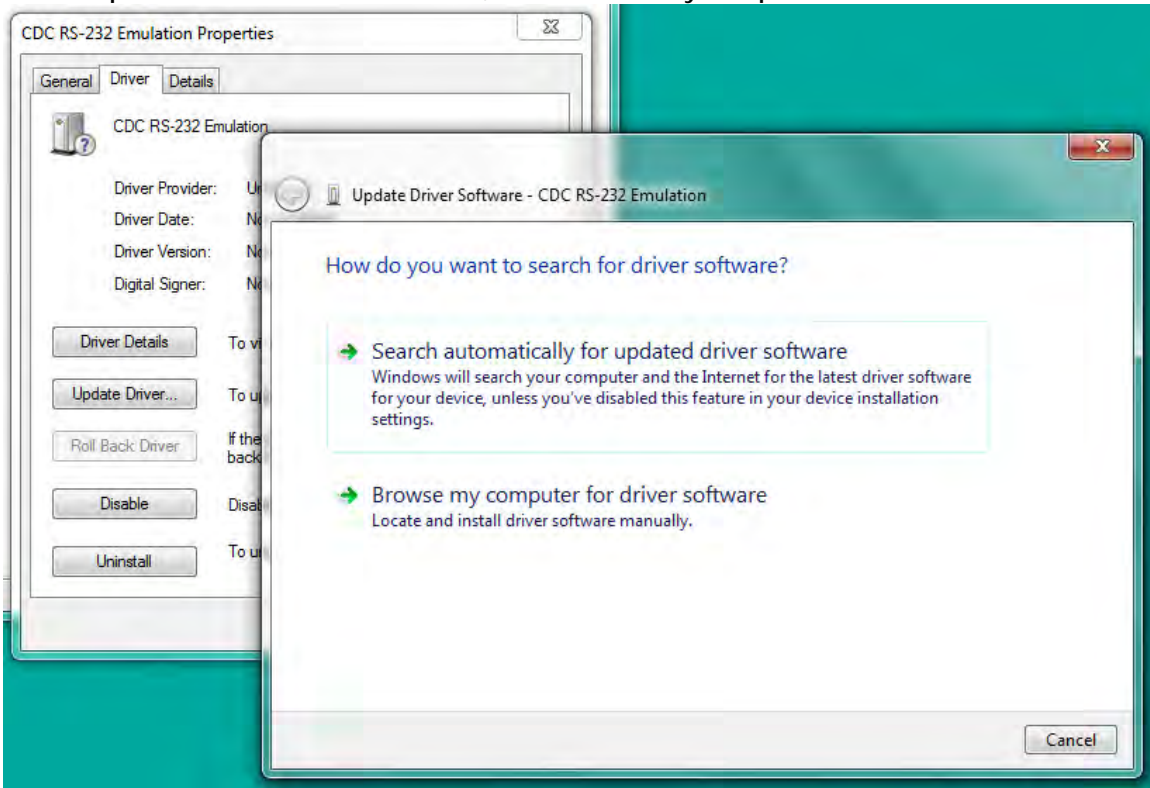 CDC RS-232 Emulation Properties
General Driver Details
CDC RS-232 Emulation
Driver Provider:
Driver Date:
Driver Version:
Digital Signer:
Driver Details To
Update Driver... To
Roll Back Driver If the
back
Disable
Uninstall To
Update Driver Software - CDC RS-232 Emulation
How do you want to search for driver software?
Search automatically for updated driver software
Windows will search your computer and the Internet for the latest driver software
for your device, unless you've disabled this feature in your device installation
settings.
Browse my computer for driver software
Locate and install driver software manually.
Cancel